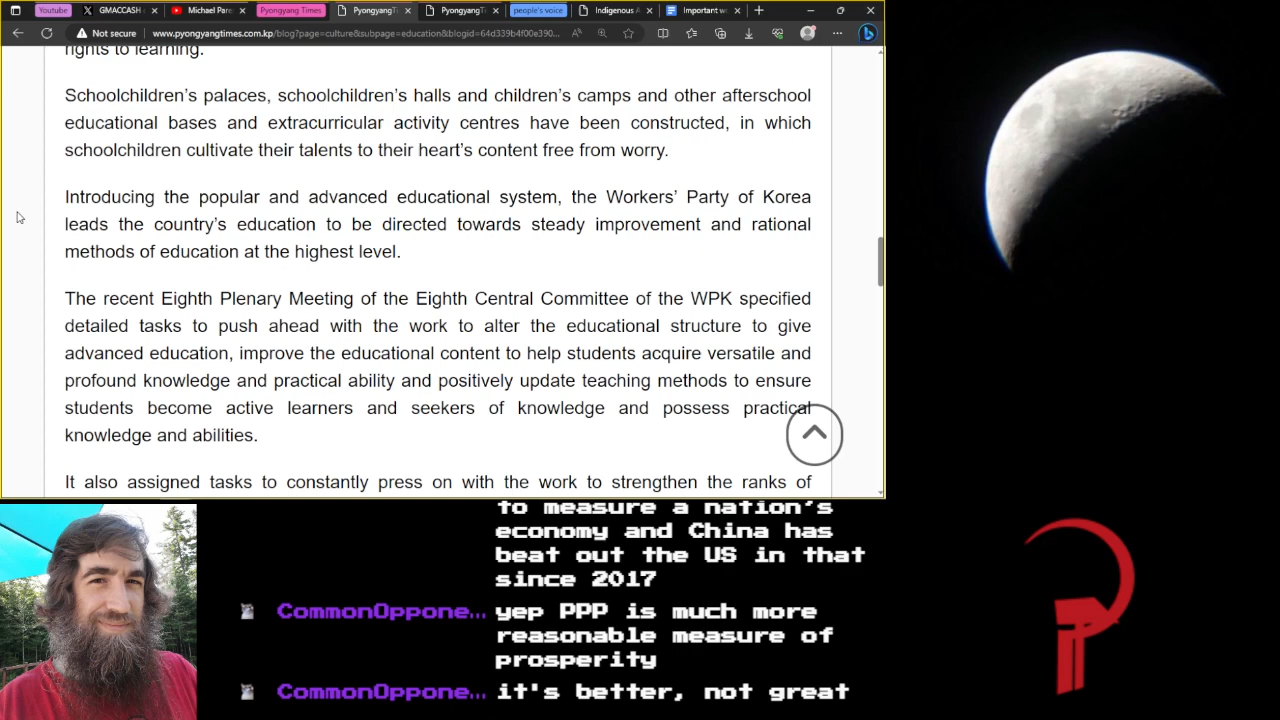 Youtube
GMACCASH
Michael Pare
Pyongyang Times
PyongyangTi
PyongyangTi
people's voice
Indigenous A
Important w
Not secure
www.pyongyangtimes.com.kp/blog?page=culture&subpage=education&blogid=64d339b4f00e390...
rights to learning.
Schoolchildren's palaces, schoolchildren's halls and children's camps and other afterschool
educational bases and extracurricular activity centres have been constructed, in which
schoolchildren cultivate their talents to their heart's content free from worry.
Introducing the popular and advanced educational system, the Workers' Party of Korea
leads the country's education to be directed towards steady improvement and rational
methods of education at the highest level.
The recent Eighth Plenary Meeting of the Eighth Central Committee of the WPK specified
detailed tasks to push ahead with the work to alter the educational structure to give
advanced education, improve the educational content to help students acquire versatile and
profound knowledge and practical ability and positively update teaching methods to ensure
students become active learners and seekers of knowledge and possess practical
knowledge and abilities.
It also assigned tasks to constantly press on with the work to strengthen the ranks of
to measure a nation's
economy and China has
beat out the US in that
since 2017
CommonOppone... yep PPP is much more
reasonable measure of
prosperity
CommonOppone... it's better, not great